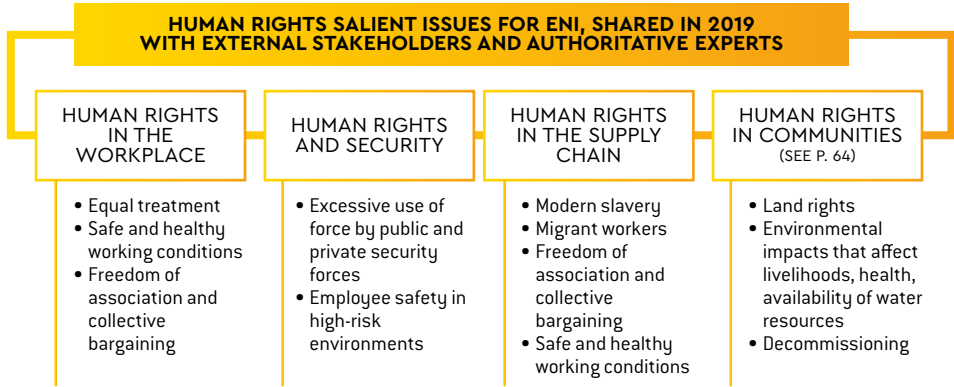 HUMAN RIGHTS SALIENT ISSUES FOR ENI, SHARED IN 2019
WITH EXTERNAL STAKEHOLDERS AND AUTHORITATIVE EXPERTS
HUMAN RIGHTS
IN THE
WORKPLACE
• Equal treatment
• Safe and healthy
working conditions
• Freedom of
association and
collective
bargaining
HUMAN RIGHTS
AND SECURITY
• Excessive use of
force by public and
private security
forces
• Employee safety in
high-risk
environments
HUMAN RIGHTS
IN THE SUPPLY
CHAIN
• Modern slavery
• Migrant workers
• Freedom of
association and
collective
bargaining
• Safe and healthy
working conditions
HUMAN RIGHTS
IN COMMUNITIES
(SEE P. 64)
• Land rights
• Environmental
impacts that affect
livelihoods, health,
availability of water
resources
• Decommissioning